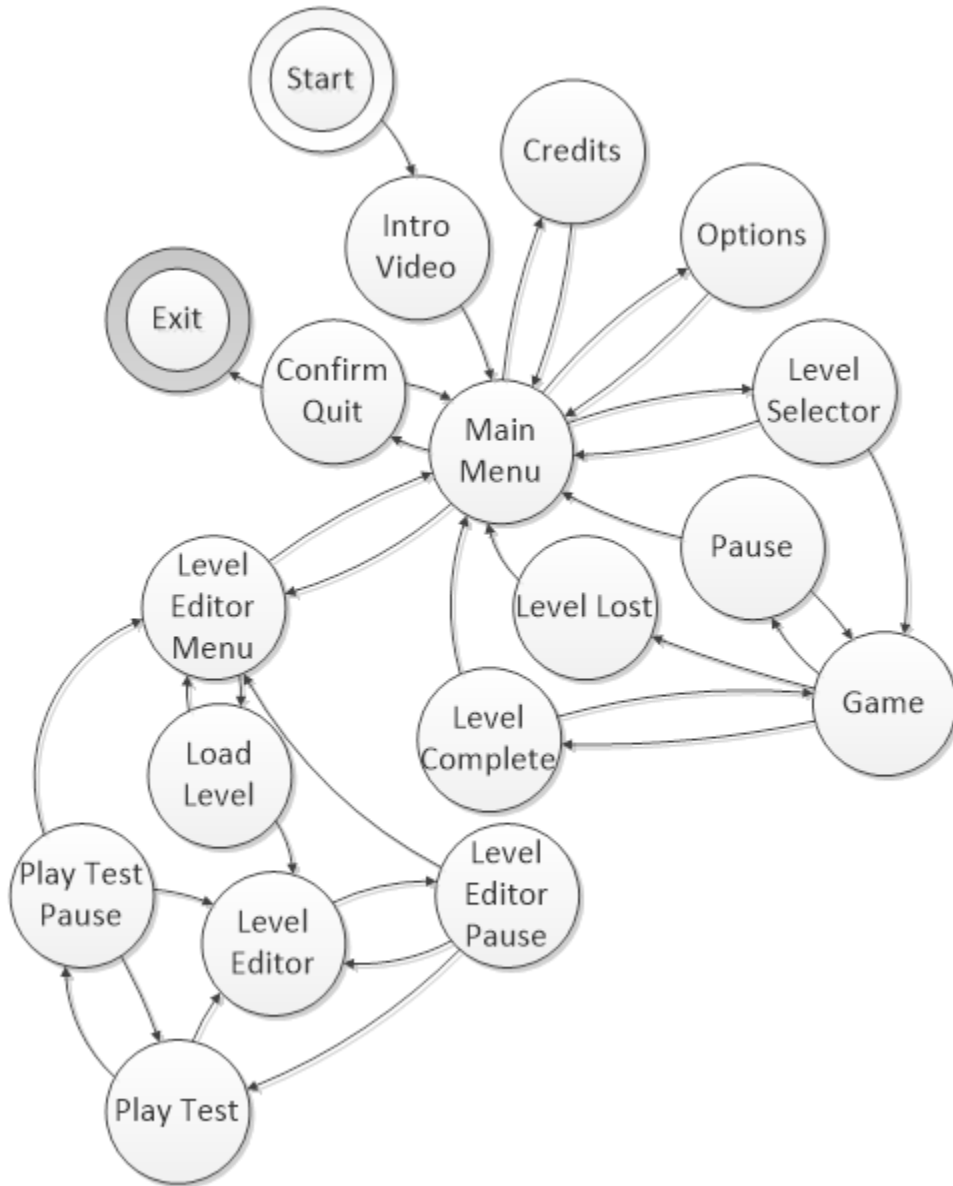 Start
Credits
Intro
Video
Options
Exit
Confirm
Quit
Level
Selector
Main
Menu
Pause
Level
Editor
Menu
Level Lost
Game
Level
Complete
Load
Level
Play Test
Pause
Level
Editor
Level
Editor
Pause
Play Test